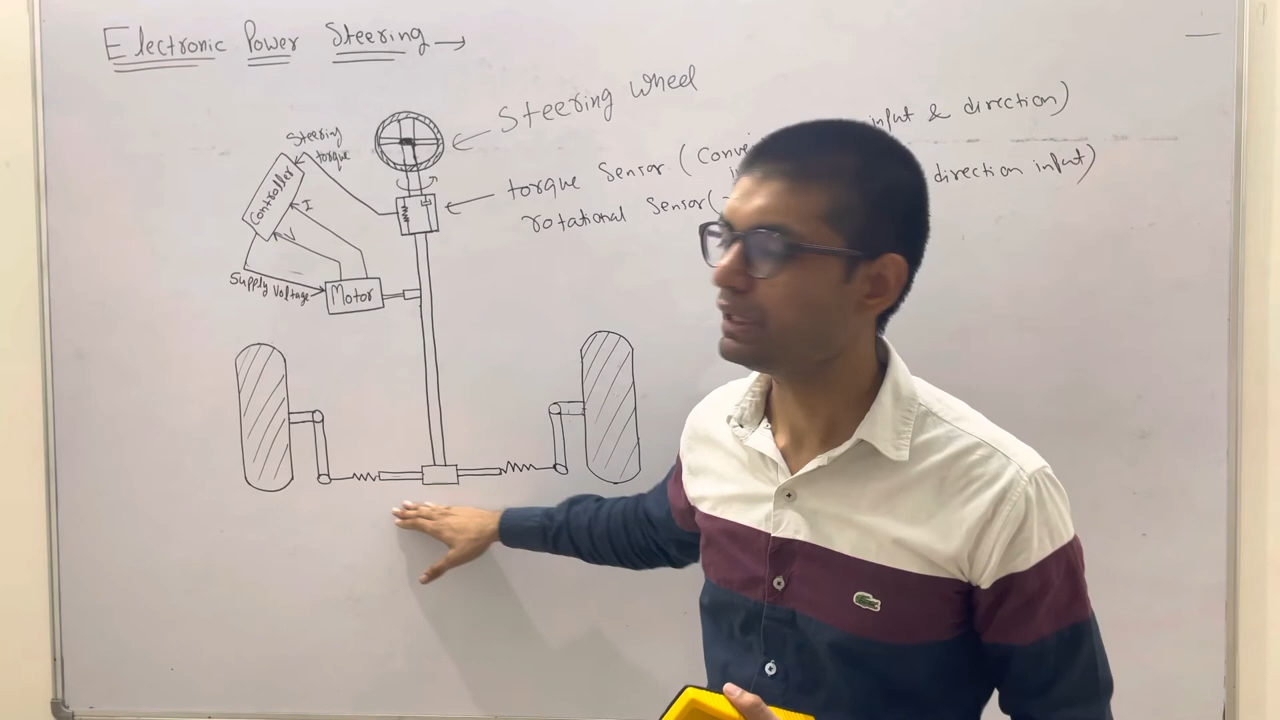 Electronic Power Steering →
Steering wheel
Steering
torque
Controller
I
V
Supply Voltage
Motor
torque Sensor (Conve input & direction)
rotational Sensor( direction input)